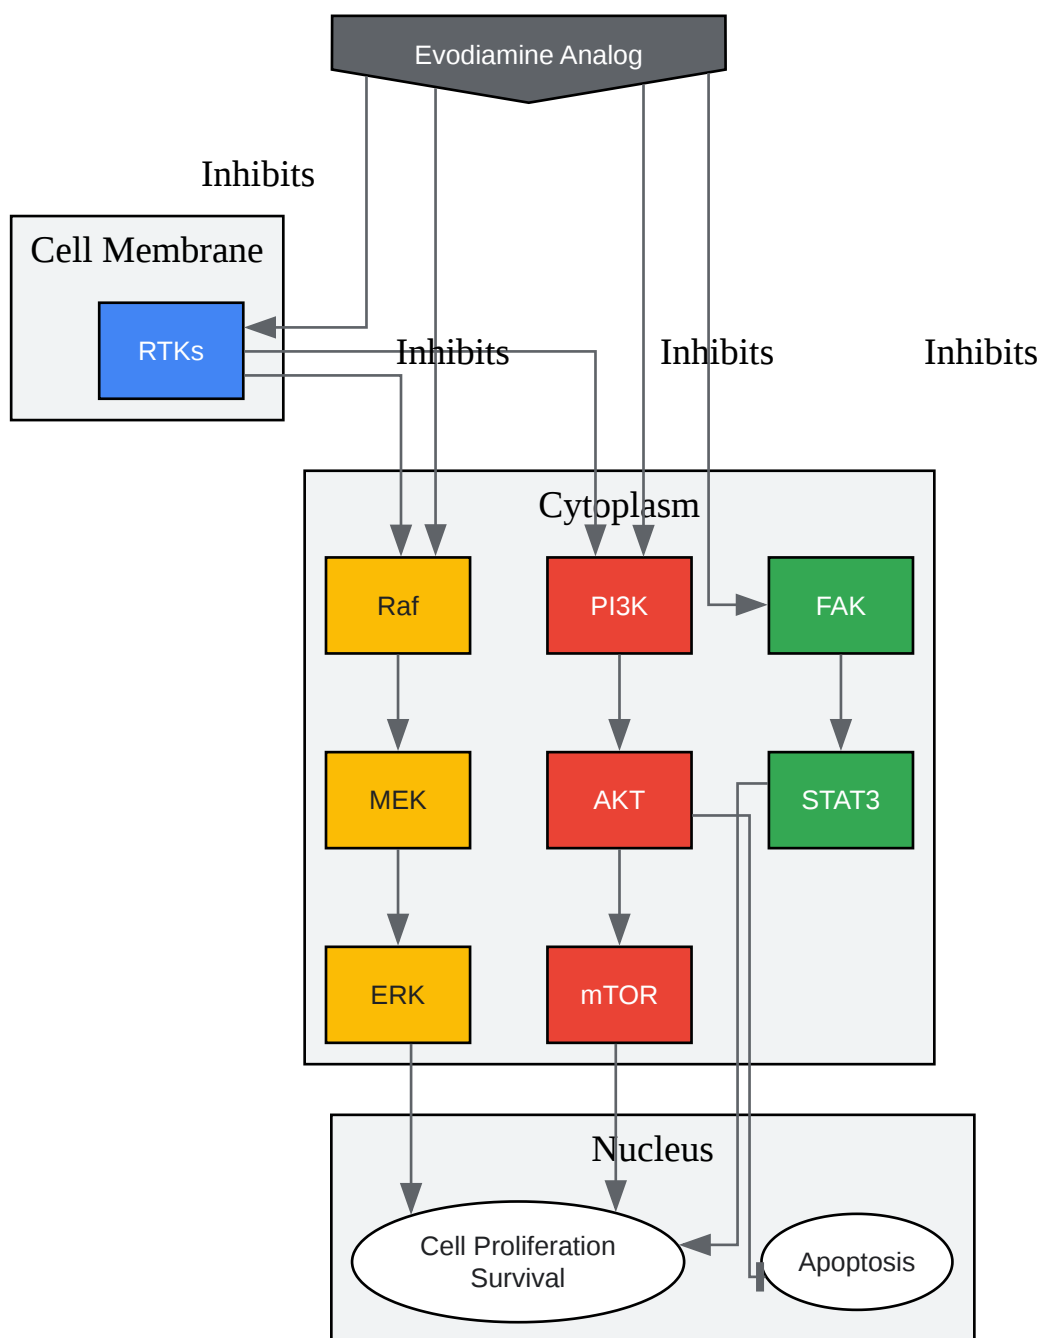 Evodiamine Analog
Inhibits
Cell Membrane
RTKs
Inhibits
Inhibits
Inhibits
Cytoplasm
Raf
PI3K
FAK
MEK
AKT
STAT3
ERK
mTOR
Nucleus
Cell Proliferation
Survival
Apoptosis